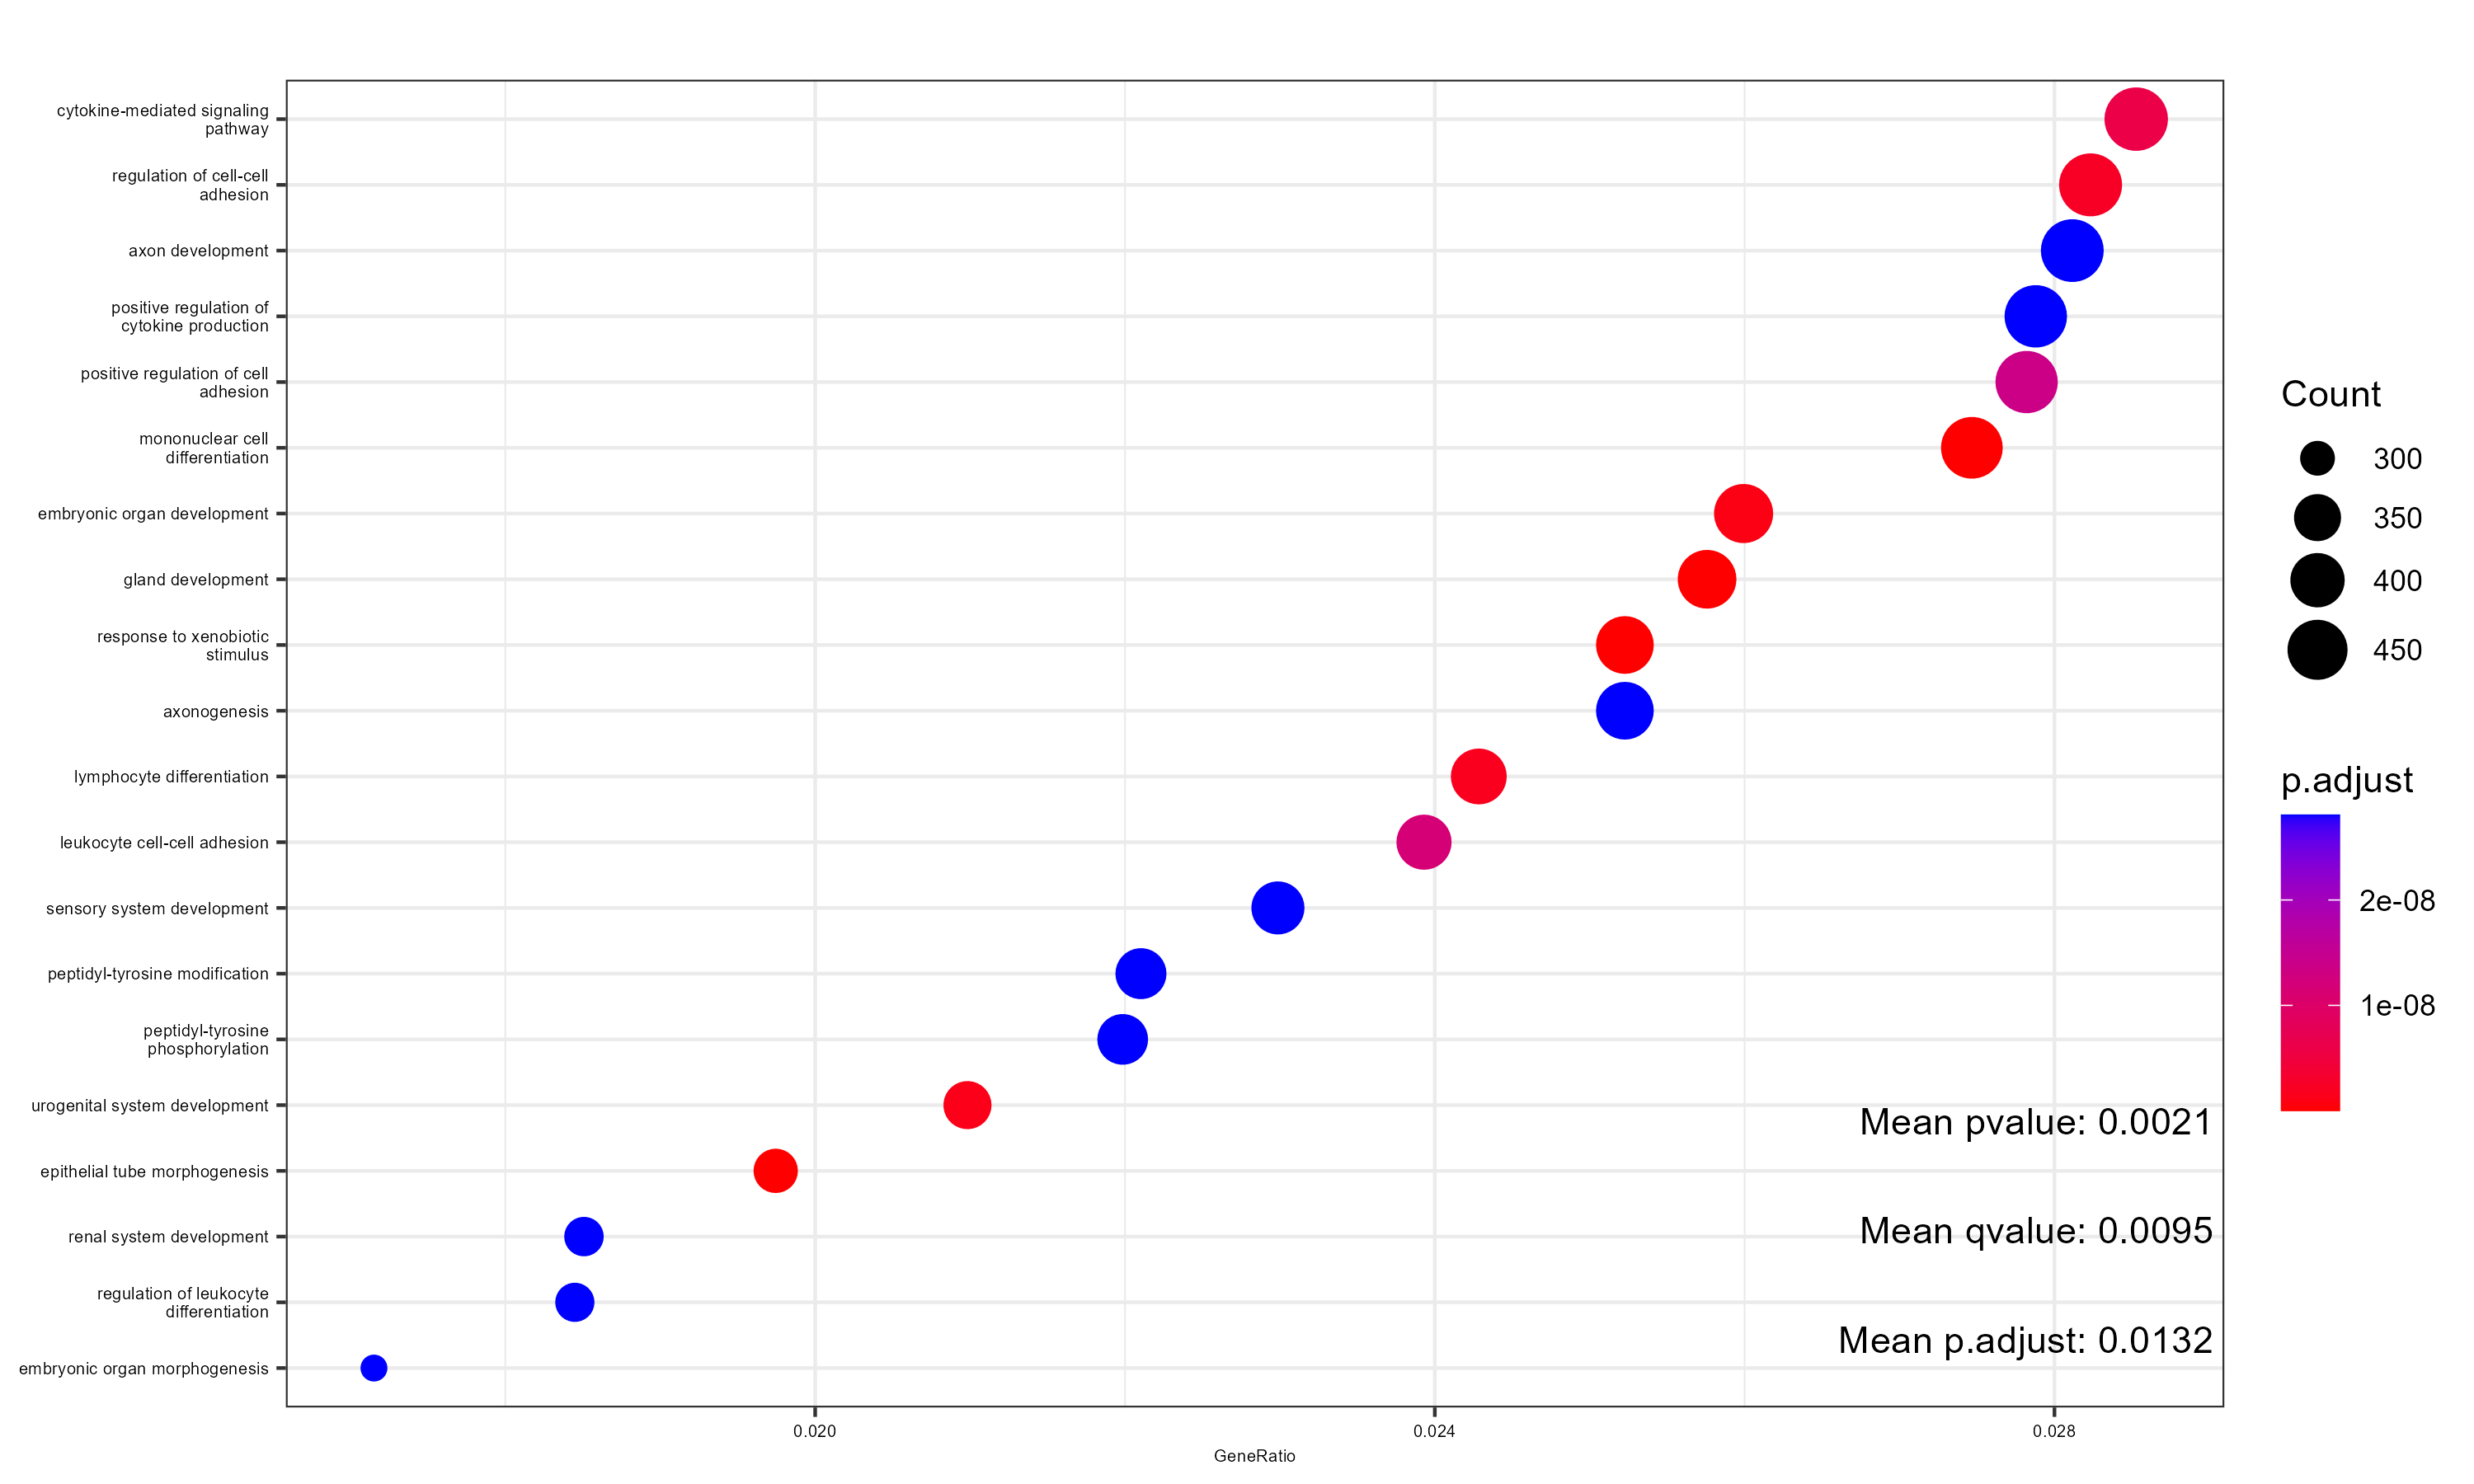 cytokine-mediated signaling
pathway
regulation of cell-cell
adhesion
axon development
positive regulation of
cytokine production
positive regulation of cell
adhesion
mononuclear cell
differentiation
embryonic organ development
gland development
response to xenobiotic
stimulus
axonogenesis
lymphocyte differentiation
leukocyte cell-cell adhesion
sensory system development
peptidyl-tyrosine modification
peptidyl-tyrosine
phosphorylation
urogenital system development
epithelial tube morphogenesis
renal system development
regulation of leukocyte
differentiation
embryonic organ morphogenesis
Mean pvalue: 0.0021
Mean qvalue: 0.0095
Mean p.adjust: 0.0132
0.020
0.024
0.028
GeneRatio
Count
300
350
400
450
p.adjust
2e-08
1e-08